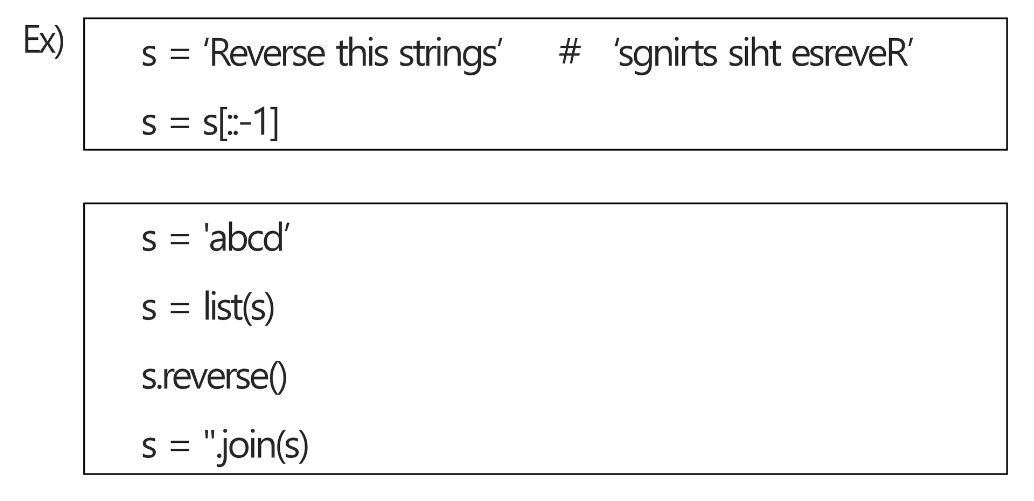 Ex)
s = ‘Reverse this strings’ # ‘sgnirts siht esreveR’
s = s[::-1]
s = 'abcd’
s = list(s)
s.reverse()
s = ''.join(s)